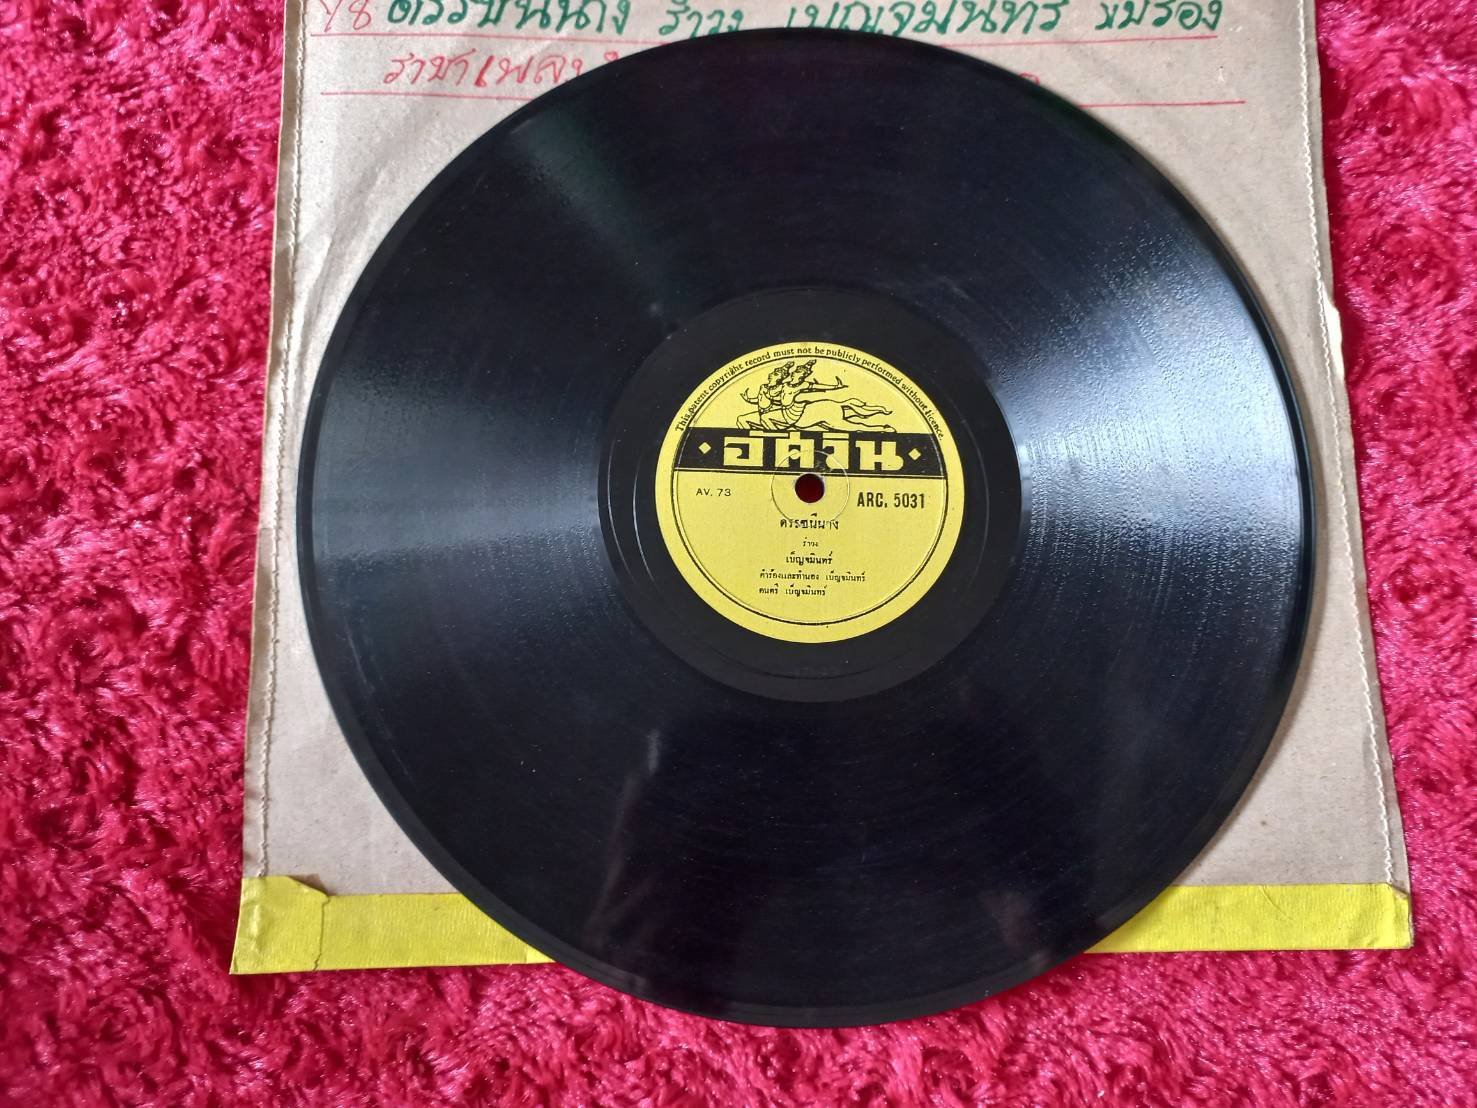 78 ดรรชนีนาง รำวง เบญจมินทร์ ขับร้อง
รำมาเพลง
This patent copyright record must not be publicly performed without licence.
อัศวิน
AV. 73
ARC. 5031
ดรรชนีนาง
รำวง
เบ็ญจมินทร์
คำร้องและทำนอง เบ็ญจมินทร์
ดนตรี เบ็ญจมินทร์